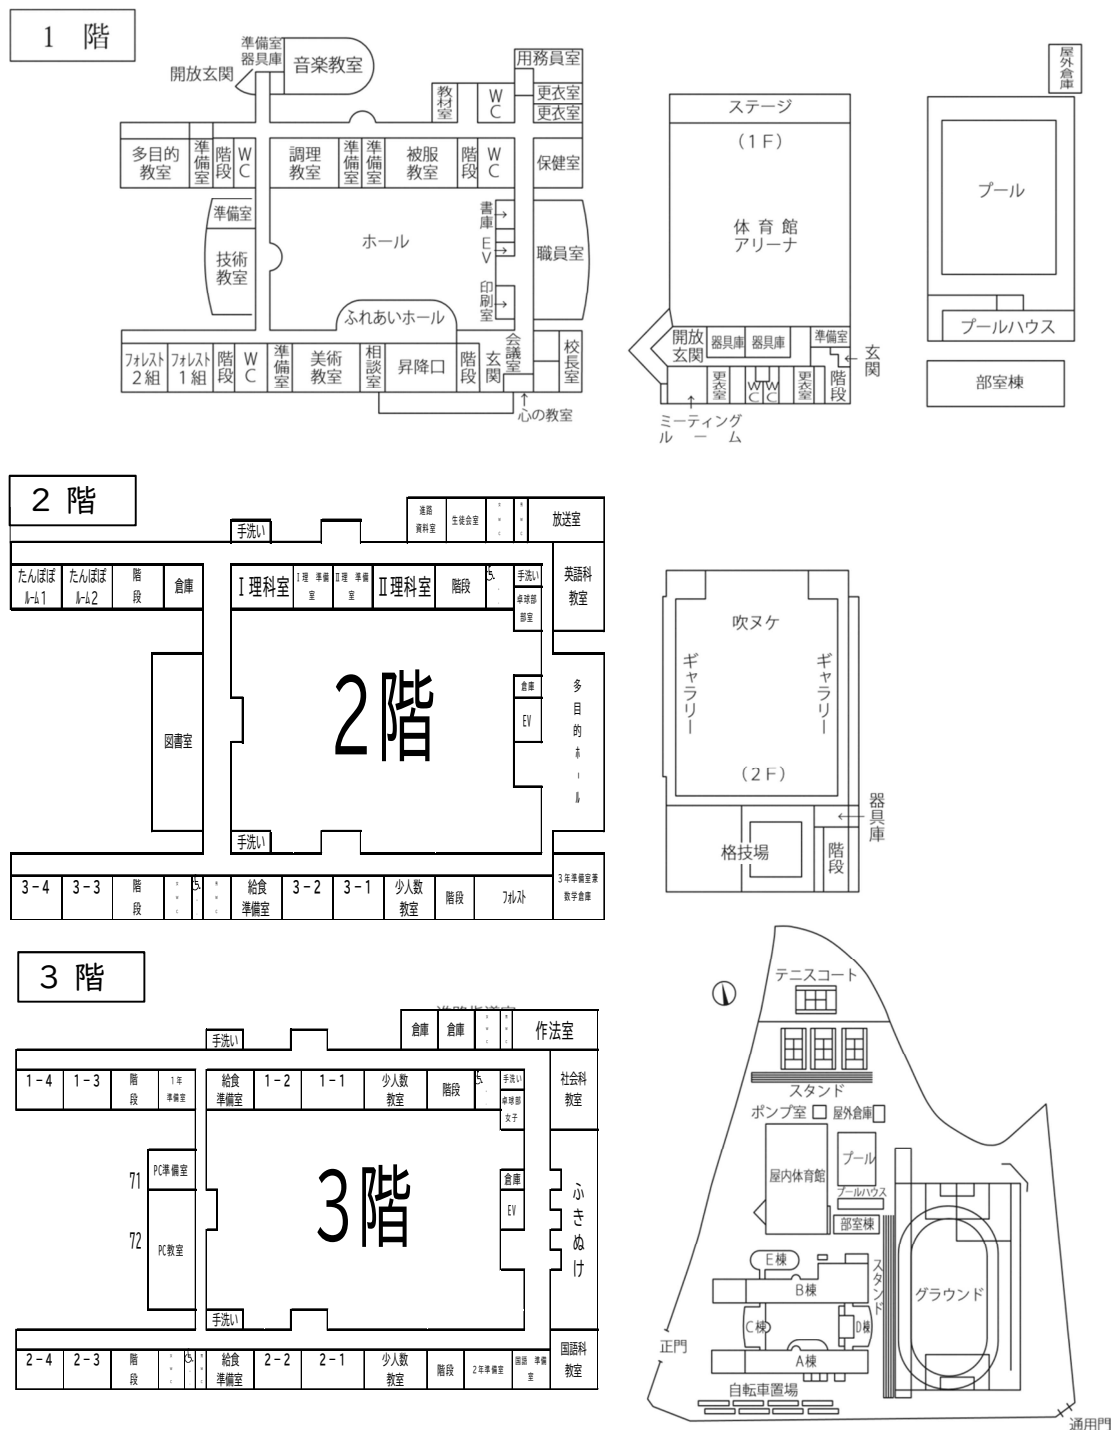 1 階
準備室
器具庫
音楽教室
開放玄関
用務員室
教材室
WC
更衣室
更衣室
多目的
教室
準備室
階段
WC
調理
教室
準備室
準備室
被服
教室
階段
WC
保健室
準備室
技術
教室
ホール
書庫
EV
印刷室
職員室
ふれあいホール
フォレスト
2組
フォレスト
1組
階段
WC
準備室
美術
教室
相談室
昇降口
階段
玄関
会議室
校長室
心の教室
ステージ
(1F)
体育館
アリーナ
開放
玄関
器具庫
器具庫
準備室
玄関
更衣室
WC
WC
更衣室
階段
ミーティング
ルーム
屋外倉庫
プール
プールハウス
部室棟
2 階
手洗い
進路
資料室
生徒会室
放送室
たんぽぽ
ルーム1
たんぽぽ
ルーム2
階段
倉庫
Ⅰ理科室
Ⅰ理 準備室
Ⅱ理 準備室
Ⅱ理科室
階段
手洗い
卓球部
部室
英語科
教室
図書室
2階
倉庫
EV
多目的ホール
手洗い
3-4
3-3
階段
給食
準備室
3-2
3-1
少人数
教室
階段
フォレスト
3年準備室兼
数学倉庫
吹ヌケ
ギャラリー
ギャラリー
(2F)
器具庫
格技場
階段
3 階
手洗い
倉庫
倉庫
作法室
1-4
1-3
階段
1年
準備室
給食
準備室
1-2
1-1
少人数
教室
階段
手洗い
卓球部
女子
社会科
教室
71
PC準備室
72
PC教室
3階
倉庫
EV
ふきぬけ
手洗い
2-4
2-3
階段
給食
準備室
2-2
2-1
少人数
教室
階段
2年準備室
国語 準備室
国語科
教室
テニスコート
スタンド
ポンプ室
屋外倉庫
屋内体育館
プール
プールハウス
部室棟
E棟
B棟
スタンド
グラウンド
C棟
D棟
A棟
正門
自転車置場
通用門